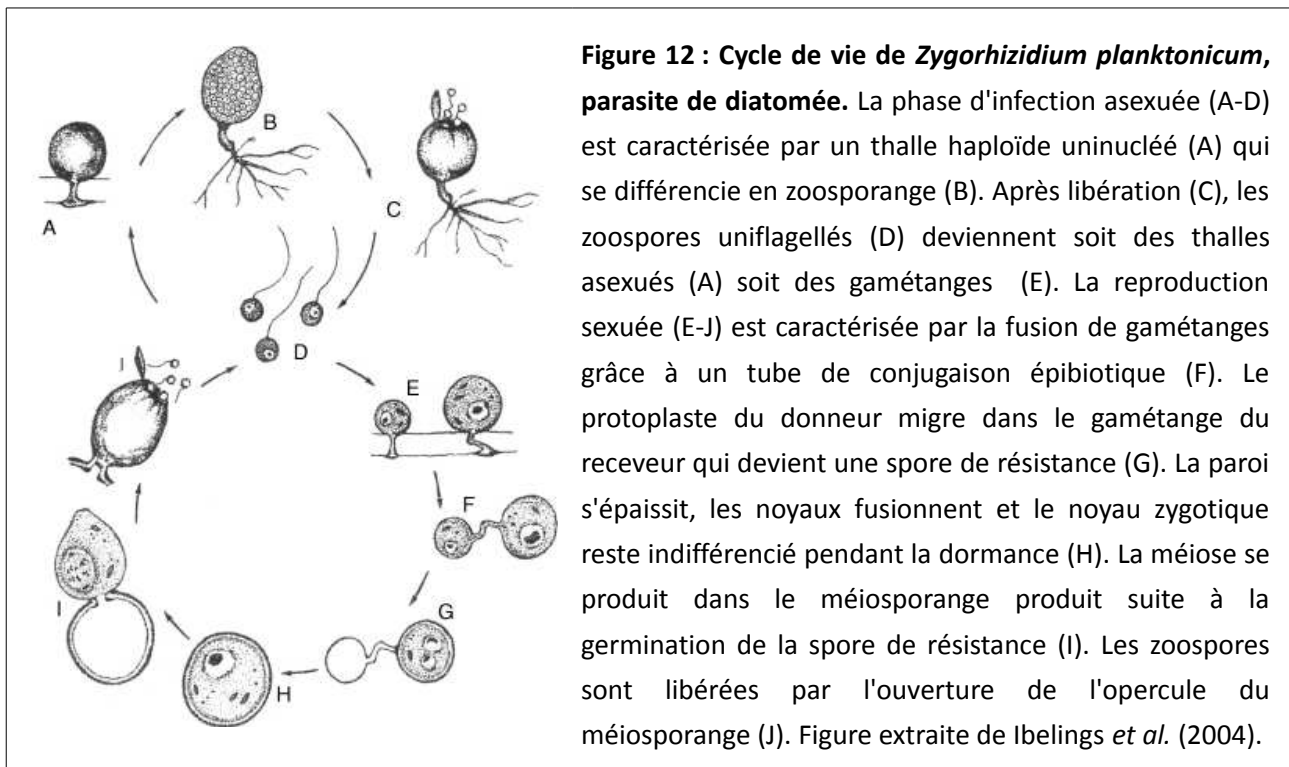 Figure 12 : Cycle de vie de Zygorhizidium planktonicum,
parasite de diatomée. La phase d'infection asexuée (A-D)
est caractérisée par un thalle haploïde uninucléé (A) qui
se différencie en zoosporange (B). Après libération (C), les
zoospores uniflagellés (D) deviennent soit des thalles
asexués (A) soit des gamétanges (E). La reproduction
sexuée (E-J) est caractérisée par la fusion de gamétanges
grâce à un tube de conjugaison épibiotique (F). Le
protoplaste du donneur migre dans le gamétange du
receveur qui devient une spore de résistance (G). La paroi
s'épaissit, les noyaux fusionnent et le noyau zygotique
reste indifférencié pendant la dormance (H). La méiose se
produit dans le méiosporange produit suite à la
germination de la spore de résistance (I). Les zoospores
sont libérées par l'ouverture de l'opercule du
méiosporange (J). Figure extraite de Ibelings et al. (2004).
A
B
C
D
E
F
G
H
I